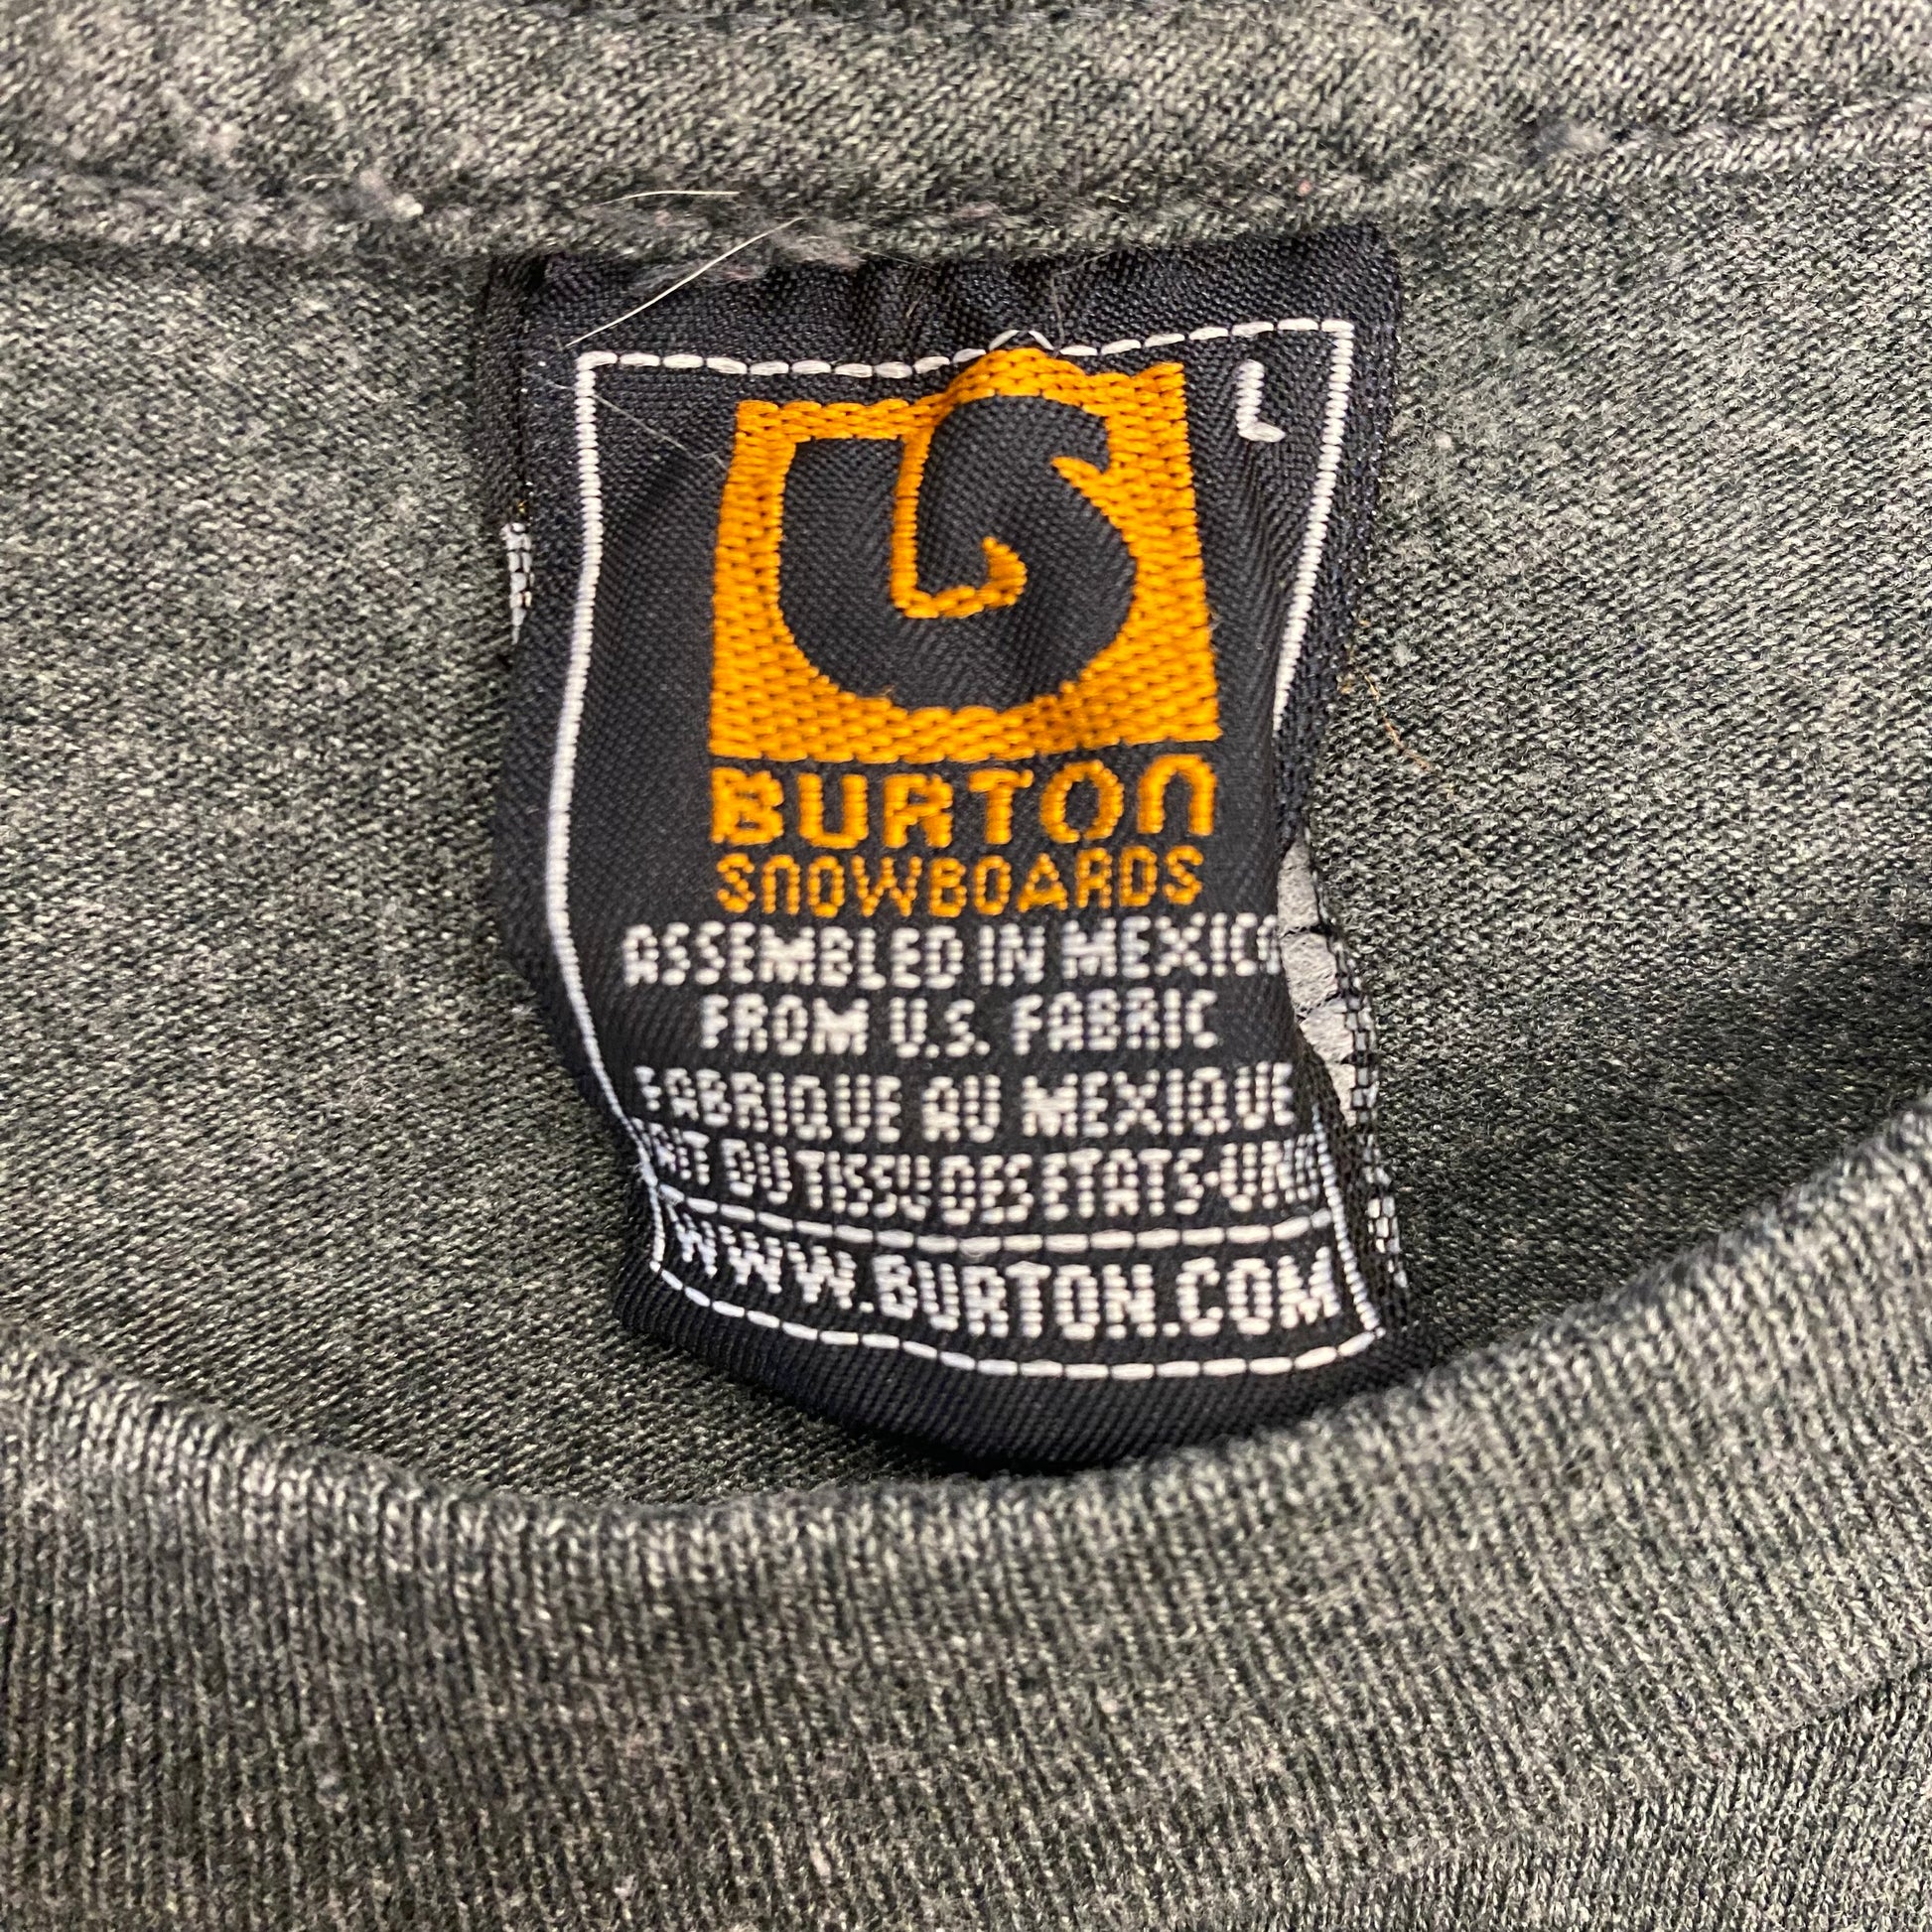 L
BURTON
SNOWBOARDS
ASSEMBLED IN MEXICO
FROM U.S. FABRIC
FABRIQUE AU MEXIQUE
DU TISSU DES ETATS-UNIS
WWW.BURTON.COM